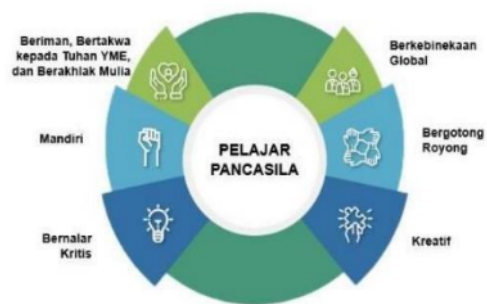 Beriman, Bertakwa
kepada Tuhan YME,
dan Berakhlak Mulia
Berkebinekaan
Global
Mandiri
PELAJAR
PANCASILA
Bergotong
Royong
Bernalar
Kritis
Kreatif